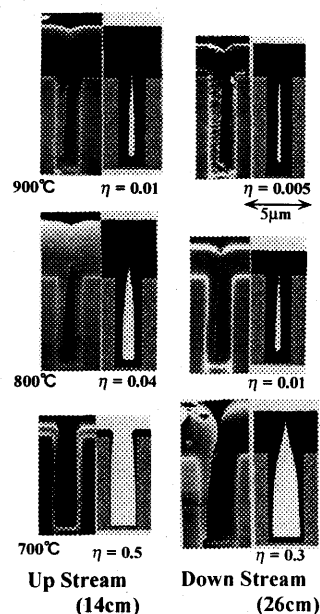 900℃ η = 0.01 η = 0.005
5μm
800℃ η = 0.04 η = 0.01
700℃ η = 0.5 η = 0.3
Up Stream Down Stream
(14cm) (26cm)